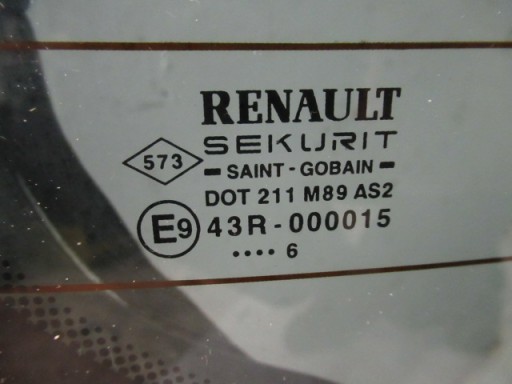 RENAULT
SEKURIT
573
SAINT-GOBAIN
DOT 211 M89 AS2
E9 43R-000015
•••• 6